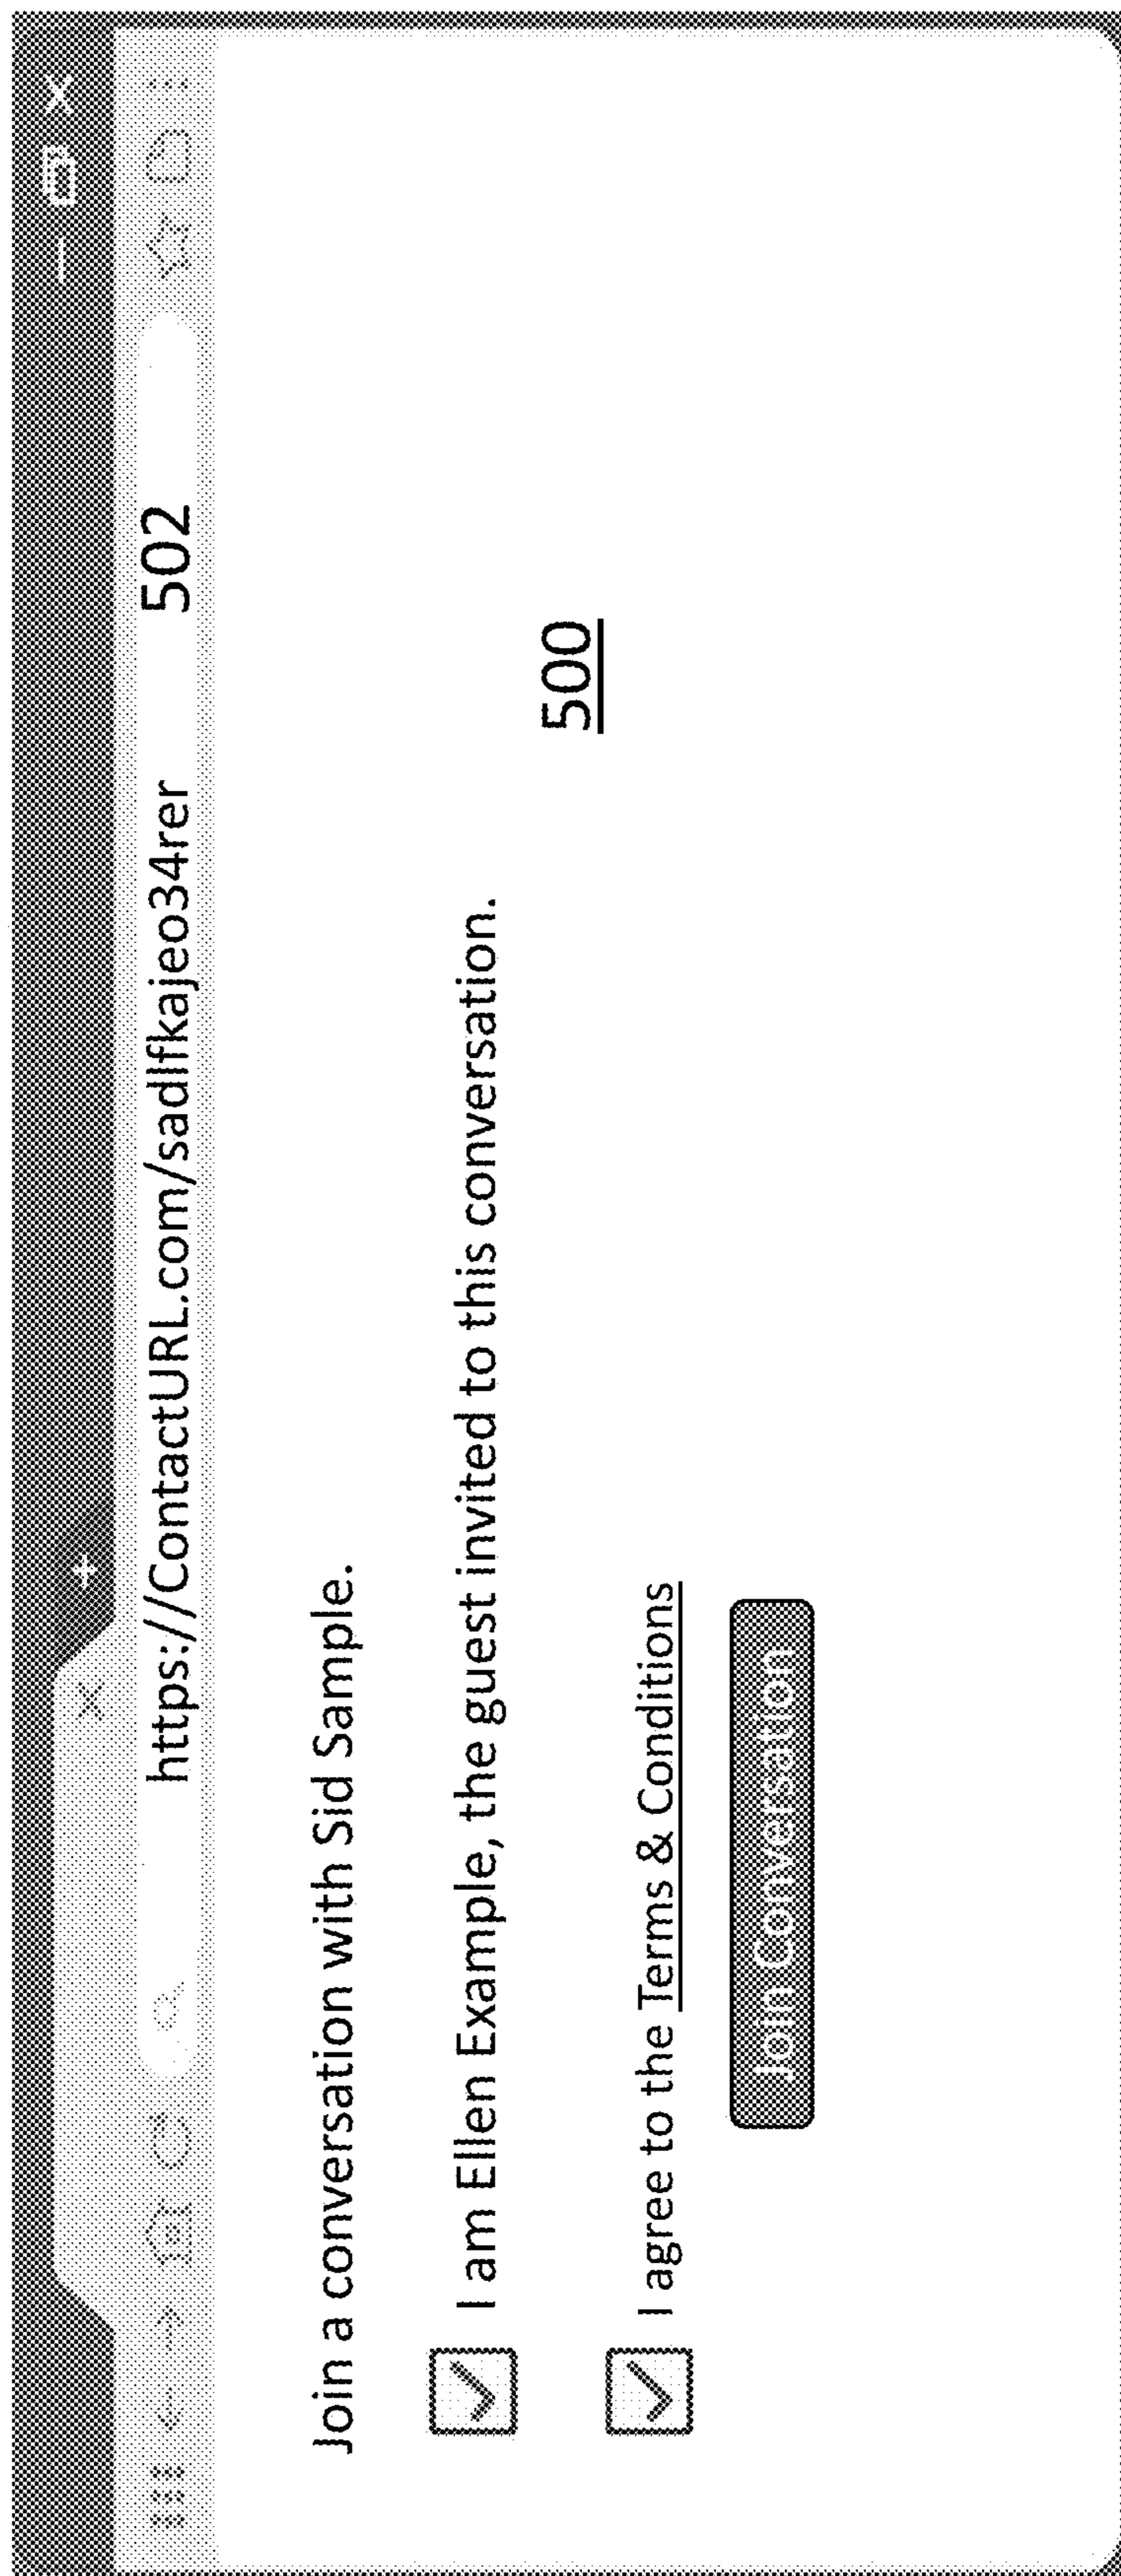 https://ContactURL.com/sadlfkajeo34rer 502
Join a conversation with Sid Sample.
I am Ellen Example, the guest invited to this conversation.
500
I agree to the Terms & Conditions
Join Conversation